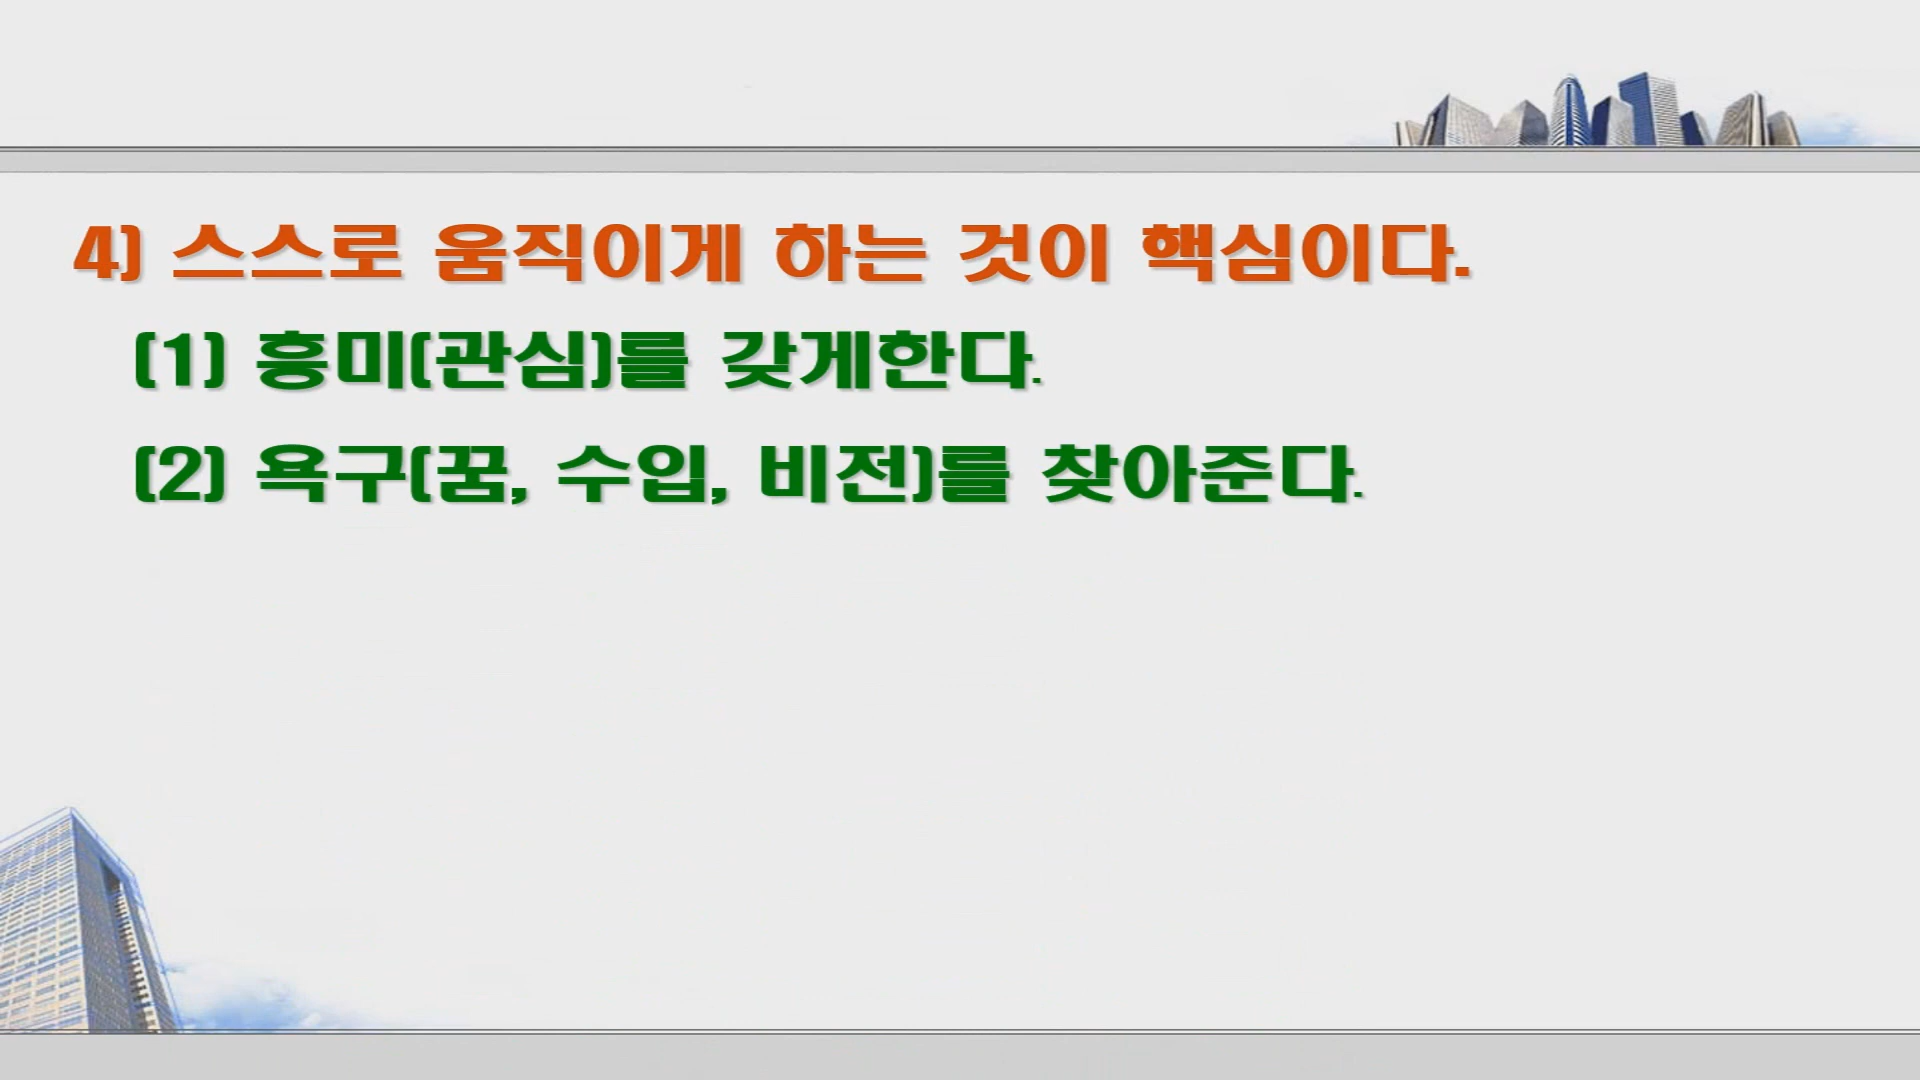 4) 스스로 움직이게 하는 것이 핵심이다.
(1) 흥미(관심)를 갖게한다.
(2) 욕구(꿈, 수입, 비전)를 찾아준다.